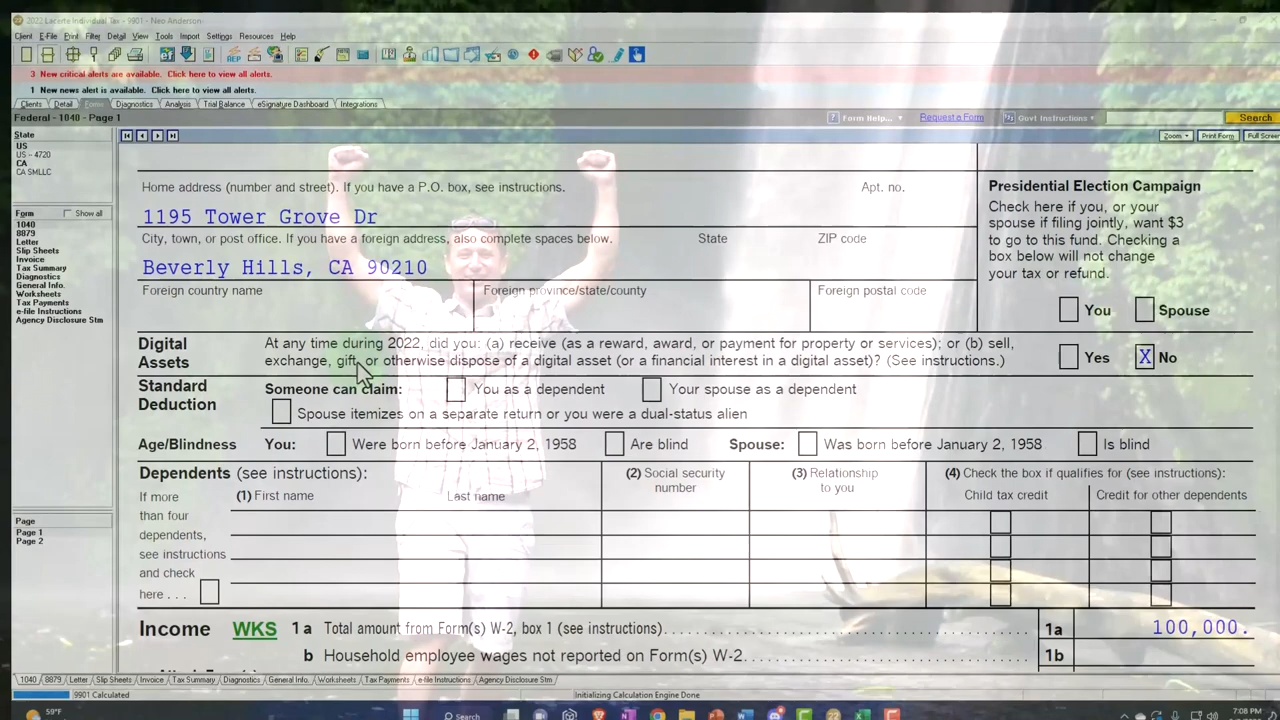 2022 Lacerte Individual Tax - 9901 - Neo Anderson
Client E-File Print Filter Detail View Tools Import Settings Resources Help
3 New critical alerts are available. Click here to view all alerts.
1 New news alert is available. Click here to view all alerts.
Clients Detail Forms Diagnostics Analysis Trial Balance eSignature Dashboard Integrations
Federal - 1040 - Page 1
Form Help... Request a Form Govt Instructions Search
Zoom Print Form Full Screen
State
US
US - 4720
CA
CA SMLLC
Form Show all
1040
8879
Letter
Slip Sheets
Invoice
Tax Summary
Diagnostics
General Info.
Worksheets
Tax Payments
e-file Instructions
Agency Disclosure Stm
Page
Page 1
Page 2
Home address (number and street). If you have a P.O. box, see instructions. Apt. no.
1195 Tower Grove Dr
City, town, or post office. If you have a foreign address, also complete spaces below. State ZIP code
Beverly Hills, CA 90210
Foreign country name Foreign province/state/county Foreign postal code
Presidential Election Campaign
Check here if you, or your
spouse if filing jointly, want $3
to go to this fund. Checking a
box below will not change
your tax or refund.
You Spouse
Digital Assets
At any time during 2022, did you: (a) receive (as a reward, award, or payment for property or services); or (b) sell,
exchange, gift, or otherwise dispose of a digital asset (or a financial interest in a digital asset)? (See instructions.) Yes X No
Standard Deduction
Someone can claim: You as a dependent Your spouse as a dependent
Spouse itemizes on a separate return or you were a dual-status alien
Age/Blindness You: Were born before January 2, 1958 Are blind Spouse: Was born before January 2, 1958 Is blind
Dependents (see instructions): (2) Social security number (3) Relationship to you (4) Check the box if qualifies for (see instructions):
(1) First name Last name Child tax credit Credit for other dependents
If more
than four
dependents,
see instructions
and check
here . . .
Income WKS 1 a Total amount from Form(s) W-2, box 1 (see instructions) 1a 100,000.
b Household employee wages not reported on Form(s) W-2 1b
1040 8879 Letter Slip Sheets Invoice Tax Summary Diagnostics General Info. Worksheets Tax Payments e-file Instructions Agency Disclosure Stm
9901 Calculated Initializing Calculation Engine Done
59°F Search 7:08 PM